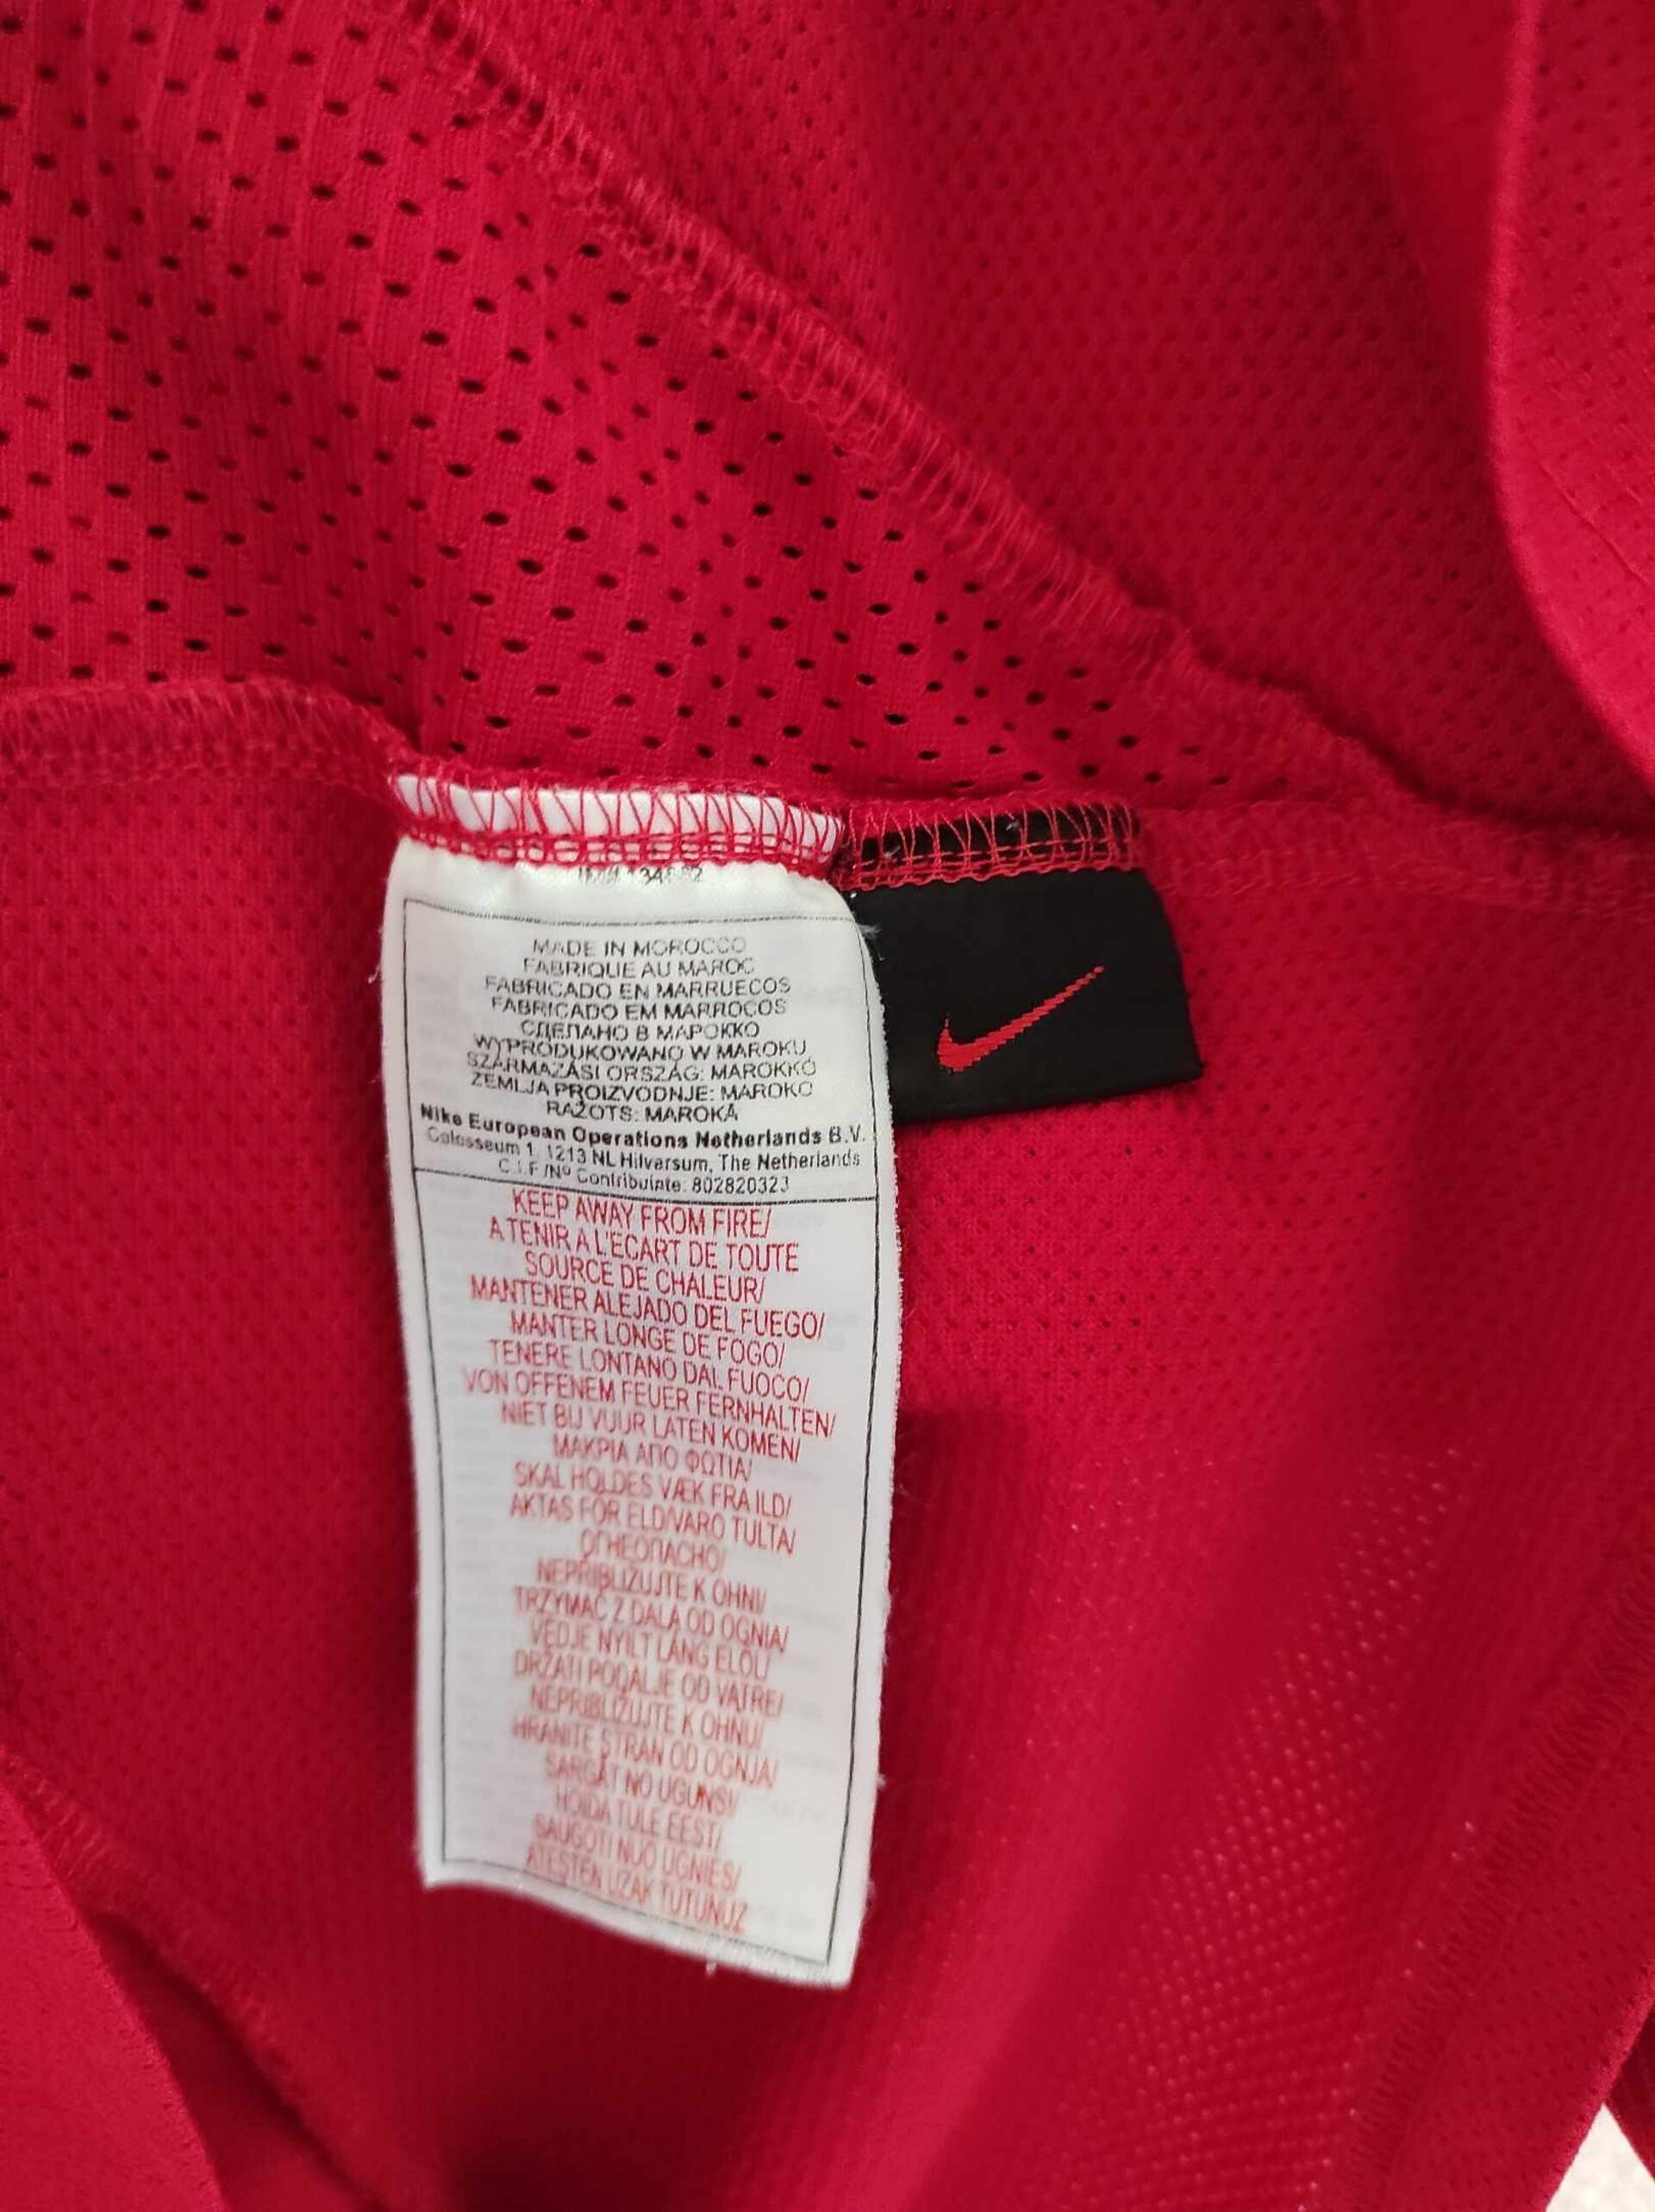 MADE IN MOROCCO
FABRIQUE AU MAROC
FABRICADO EN MARRUECOS
FABRICADO EM MARROCOS
СДЕЛАНО В МАРОККО
WYPRODUKOWANO W MAROKU
SZÁRMAZÁSI ORSZÁG: MAROKKÓ
ZEMLJA PROIZVODNJE: MAROKO
RAŽOTS: MAROKĀ
Nike European Operations Netherlands B.V.
Colosseum 1, 1213 NL Hilversum, The Netherlands
C.I.F./Nº Contribuinte: 802820323
KEEP AWAY FROM FIRE/
A TENIR A L'ECART DE TOUTE
SOURCE DE CHALEUR/
MANTENER ALEJADO DEL FUEGO/
MANTER LONGE DE FOGO/
TENERE LONTANO DAL FUOCO/
VON OFFENEM FEUER FERNHALTEN/
NIET BIJ VUUR LATEN KOMEN/
ΜΑΚΡΙΑ ΑΠΟ ΦΩΤΙΑ/
SKAL HOLDES VÆK FRA ILD/
AKTAS FÖR ELD/VARO TULTA/
ОГНЕОПАСНО/
NEPŘIBLIŽUJTE K OHNI/
TRZYMAĆ Z DALA OD OGNIA/
VÉDJE NYÍLT LÁNG ELŐL/
DRŽATI PODALJE OD VATRE/
NEPRIBLIŽUJTE K OHNU/
HRANITE STRAN OD OGNJA/
SARGĀT NO UGUNS/
HOIDA TULE EEST/
SAUGOTI NUO UGNIES/
ATESTEN UZAK TUTUNUZ